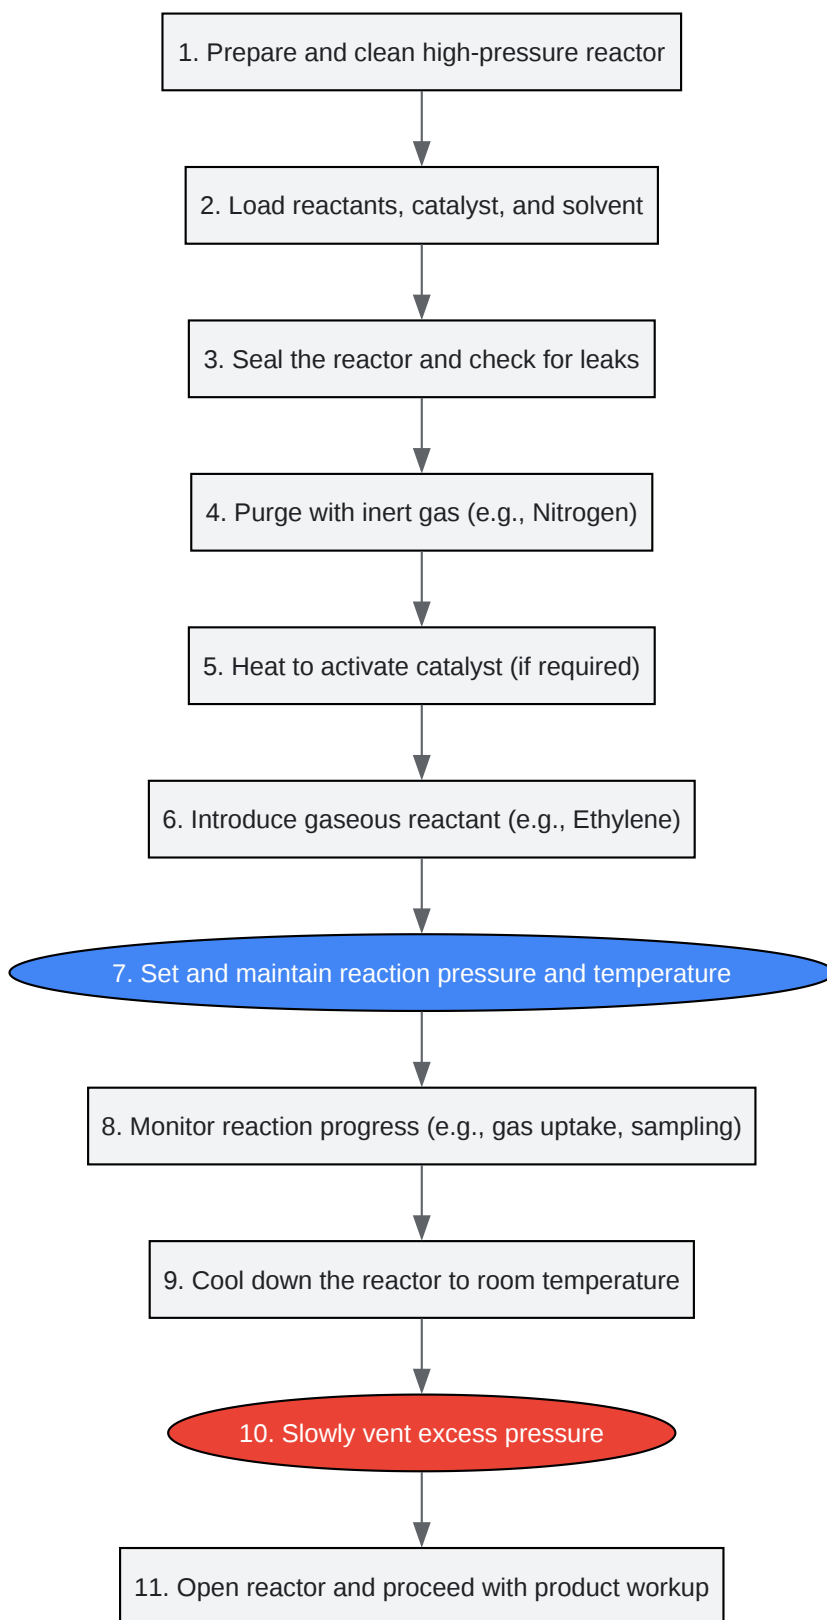 1. Prepare and clean high-pressure reactor
2. Load reactants, catalyst, and solvent
3. Seal the reactor and check for leaks
4. Purge with inert gas (e.g., Nitrogen)
5. Heat to activate catalyst (if required)
6. Introduce gaseous reactant (e.g., Ethylene)
7. Set and maintain reaction pressure and temperature
8. Monitor reaction progress (e.g., gas uptake, sampling)
9. Cool down the reactor to room temperature
10. Slowly vent excess pressure
11. Open reactor and proceed with product workup